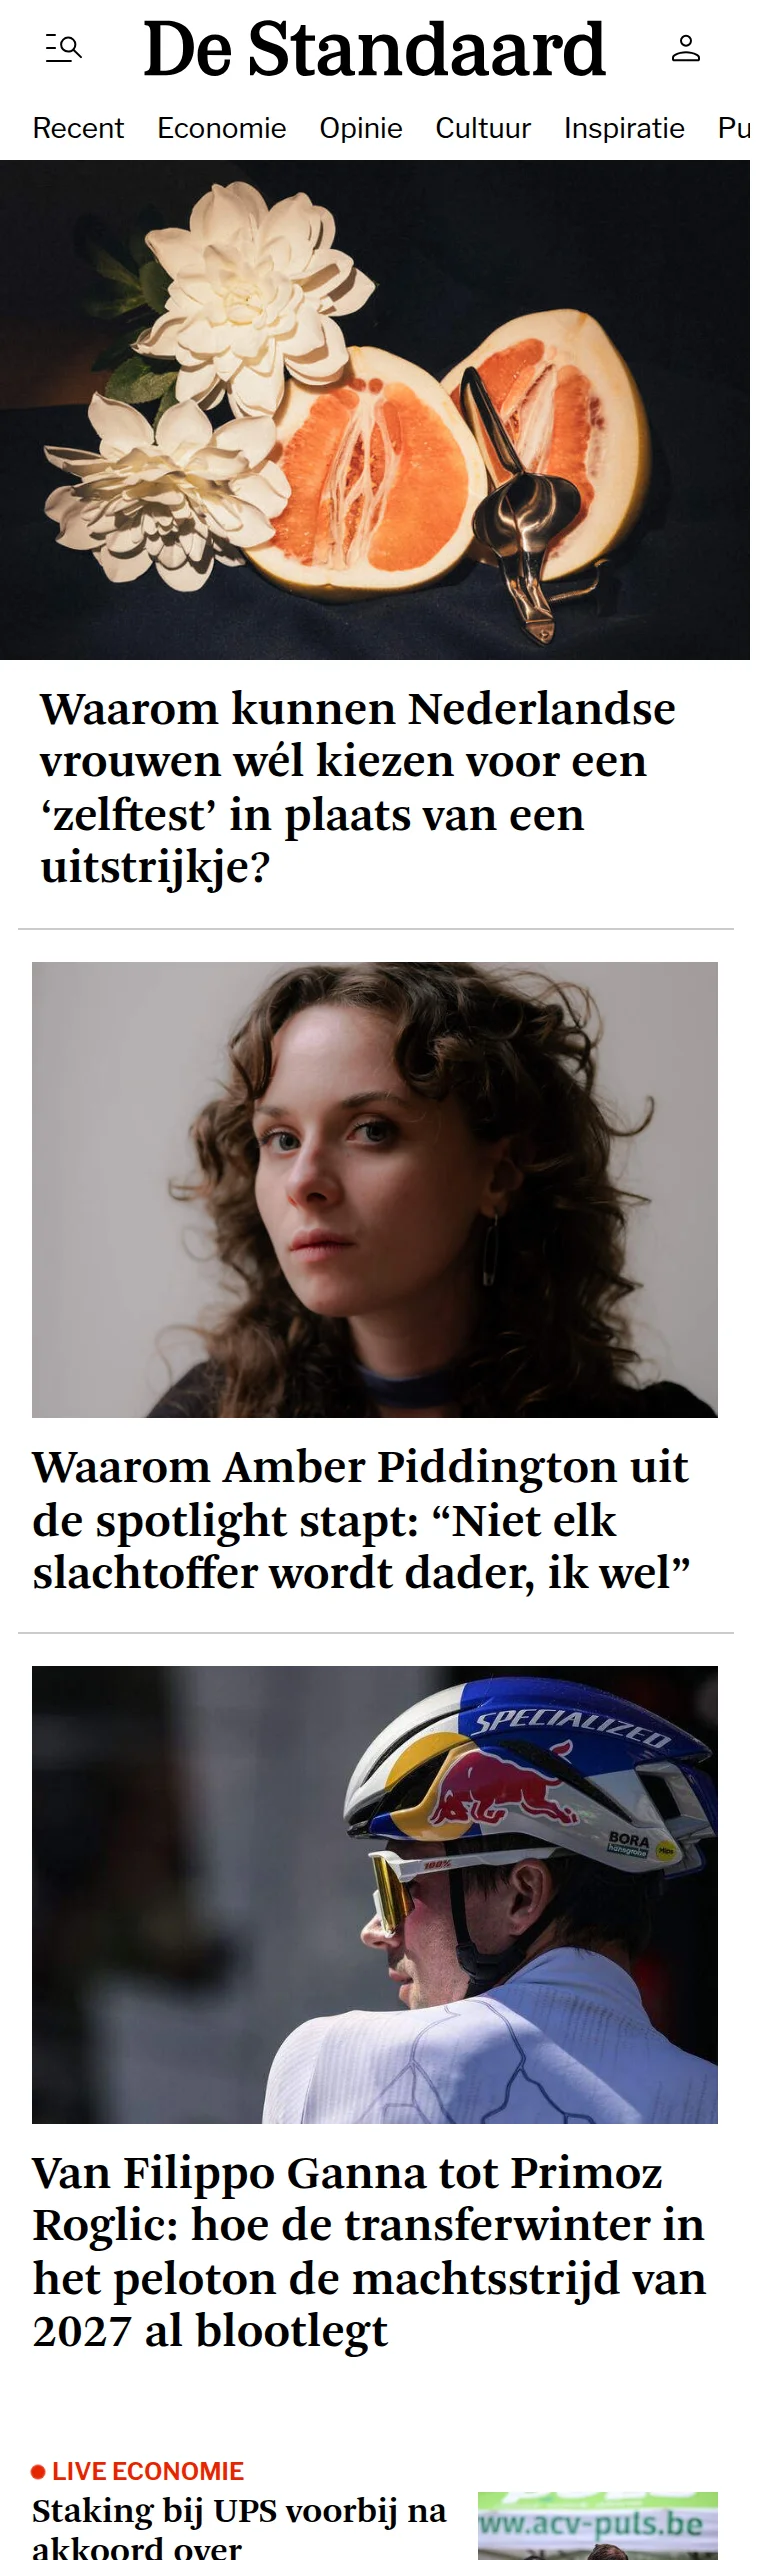 De Standaard
Recent Economie Opinie Cultuur Inspiratie Pu
Waarom kunnen Nederlandse
vrouwen wél kiezen voor een
‘zelftest’ in plaats van een
uitstrijkje?
Waarom Amber Piddington uit
de spotlight stapt: “Niet elk
slachtoffer wordt dader, ik wel”
SPECIALIZED
BORA
hansgrohe
100%
Van Filippo Ganna tot Primoz
Roglic: hoe de transferwinter in
het peloton de machtsstrijd van
2027 al blootlegt
LIVE ECONOMIE
Staking bij UPS voorbij na
akkoord over
ww.acv-puls.be